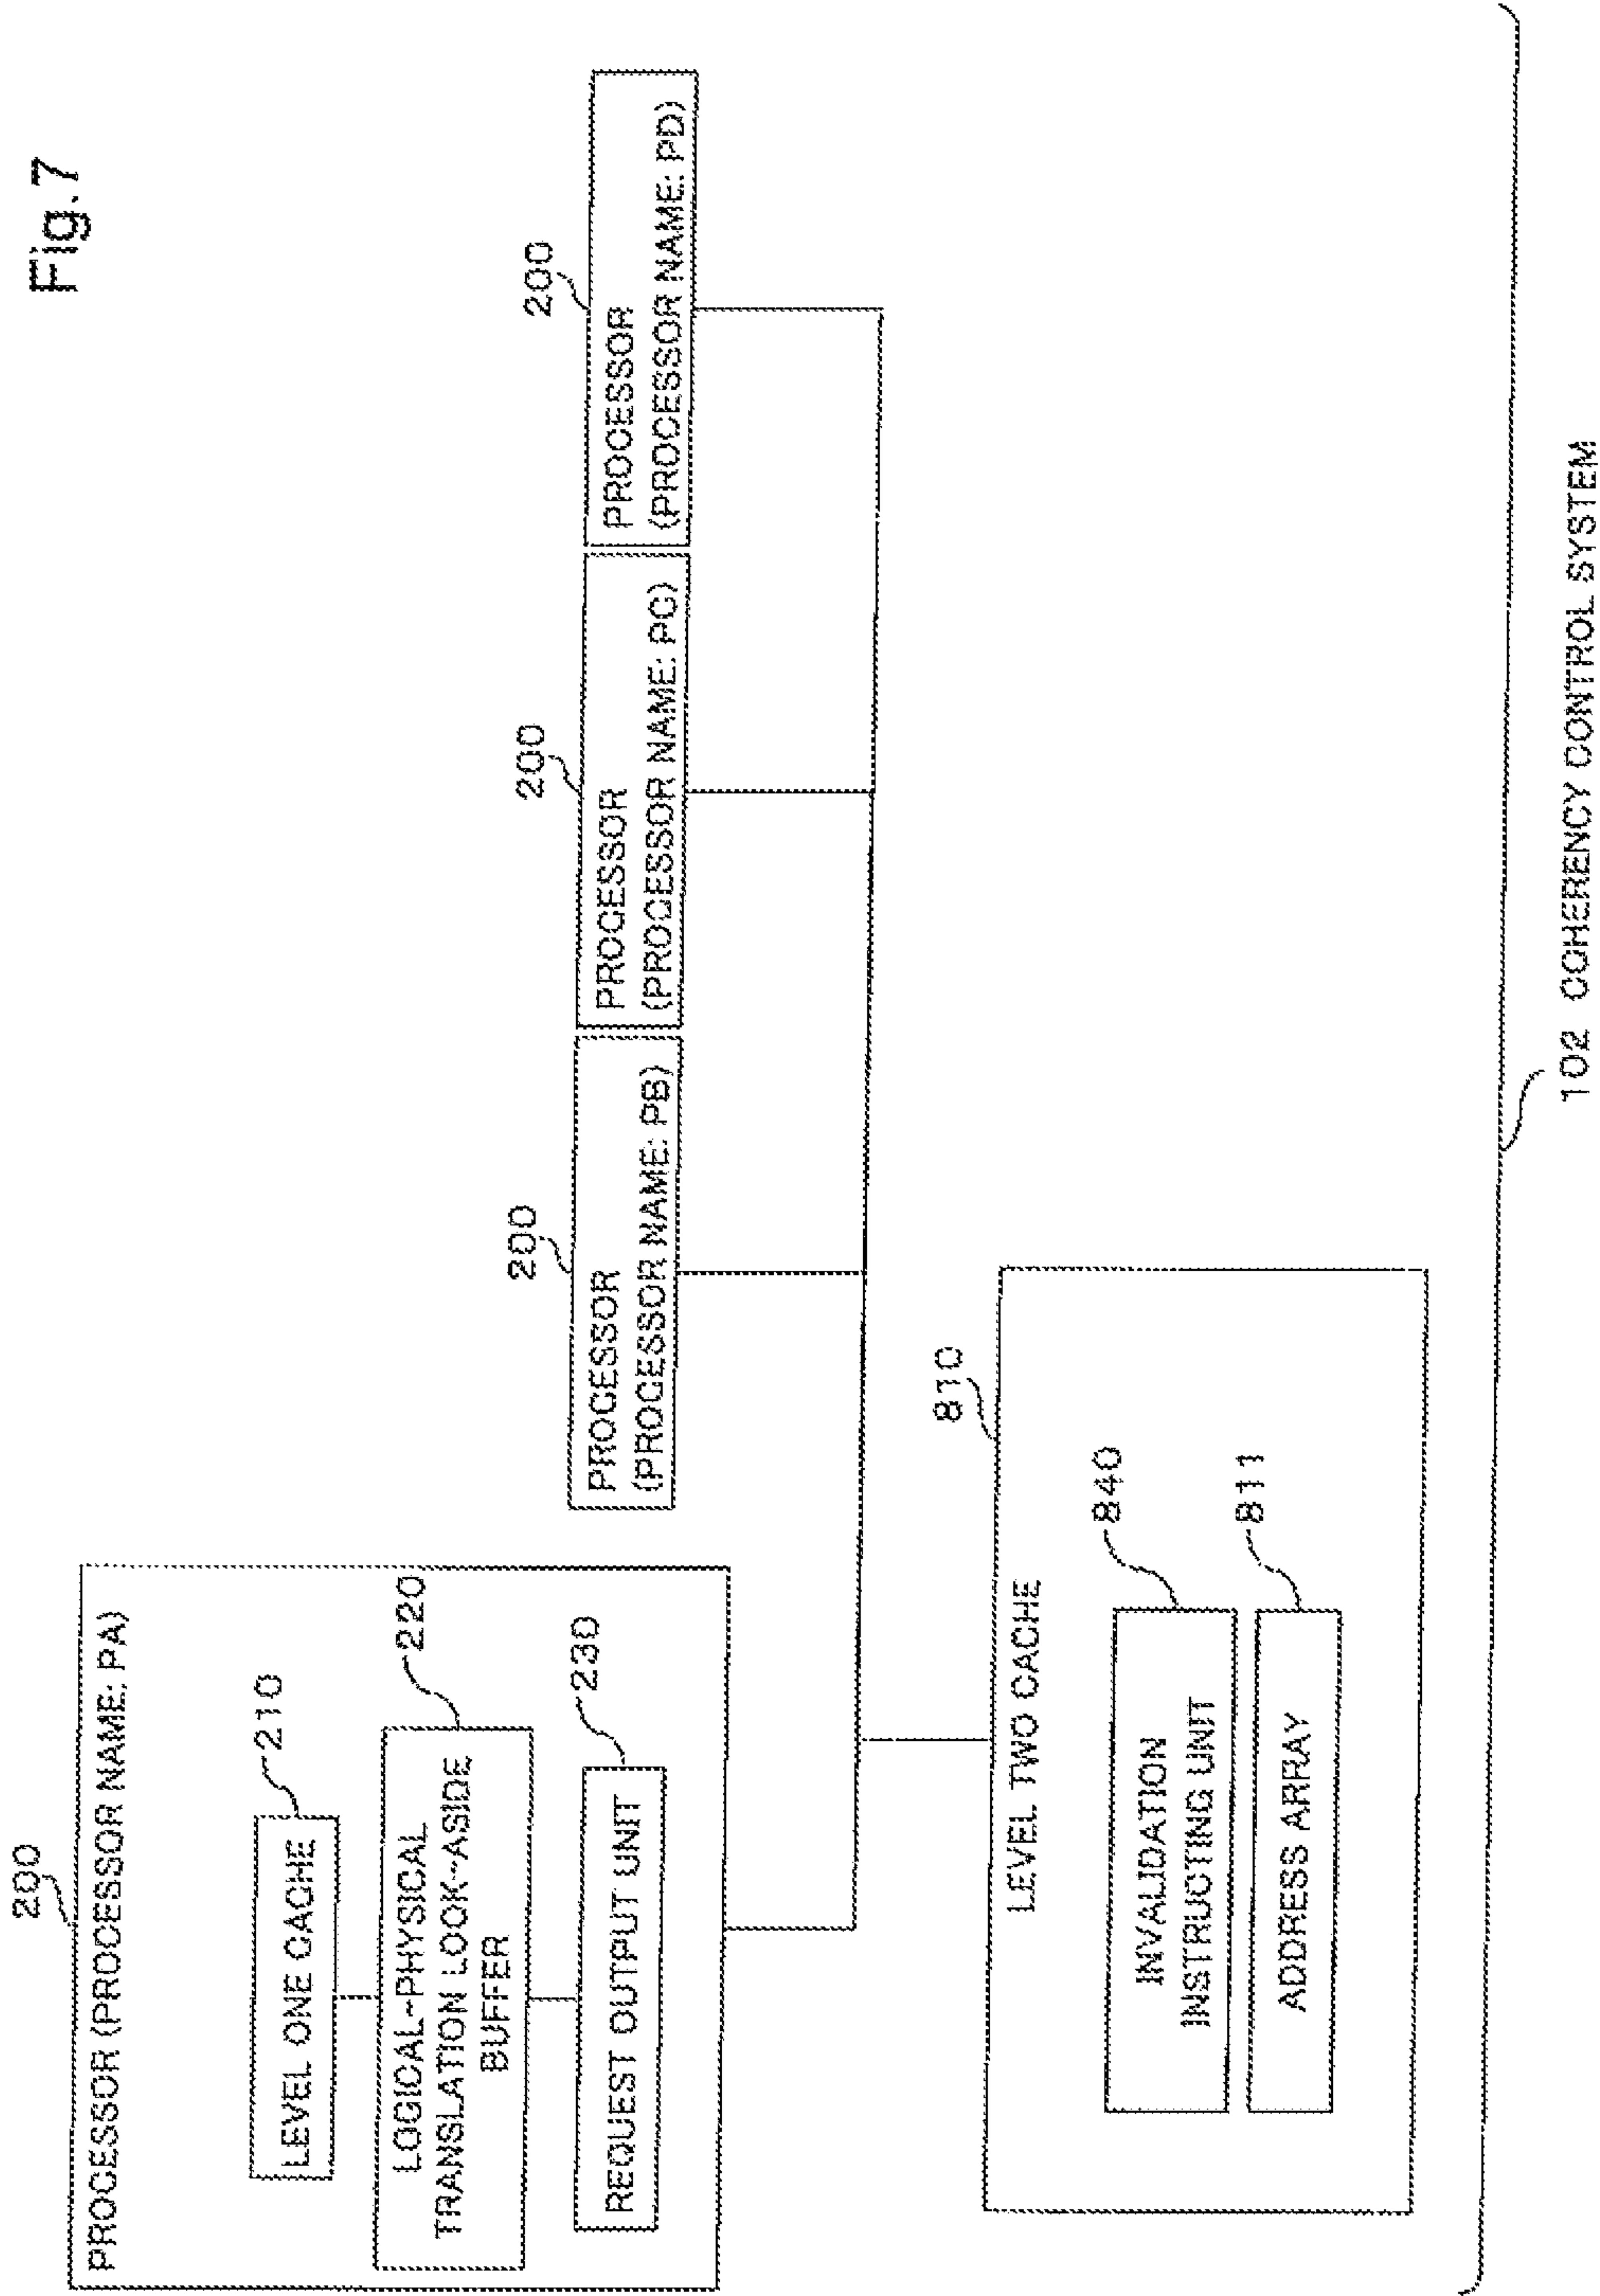 Fig.7
200
PROCESSOR (PROCESSOR NAME: PA)
210
LEVEL ONE CACHE
220
LOGICAL-PHYSICAL
TRANSLATION LOOK-ASIDE
BUFFER
230
REQUEST OUTPUT UNIT
200
PROCESSOR
(PROCESSOR NAME: PB)
200
PROCESSOR
(PROCESSOR NAME: PC)
200
PROCESSOR
(PROCESSOR NAME: PD)
810
LEVEL TWO CACHE
840
INVALIDATION
INSTRUCTING UNIT
811
ADDRESS ARRAY
102 COHERENCY CONTROL SYSTEM